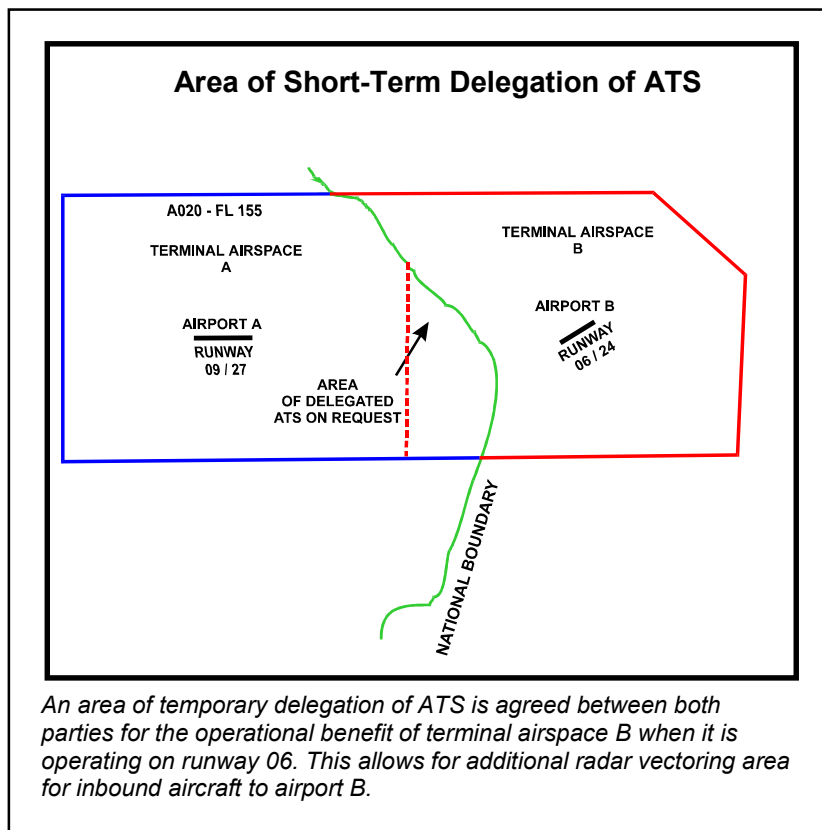 Area of Short-Term Delegation of ATS
A020 - FL 155
TERMINAL AIRSPACE
A
TERMINAL AIRSPACE
B
AIRPORT A
RUNWAY
09 / 27
AIRPORT B
RUNWAY
06 / 24
AREA
OF DELEGATED
ATS ON REQUEST
NATIONAL BOUNDARY
An area of temporary delegation of ATS is agreed between both
parties for the operational benefit of terminal airspace B when it is
operating on runway 06. This allows for additional radar vectoring area
for inbound aircraft to airport B.